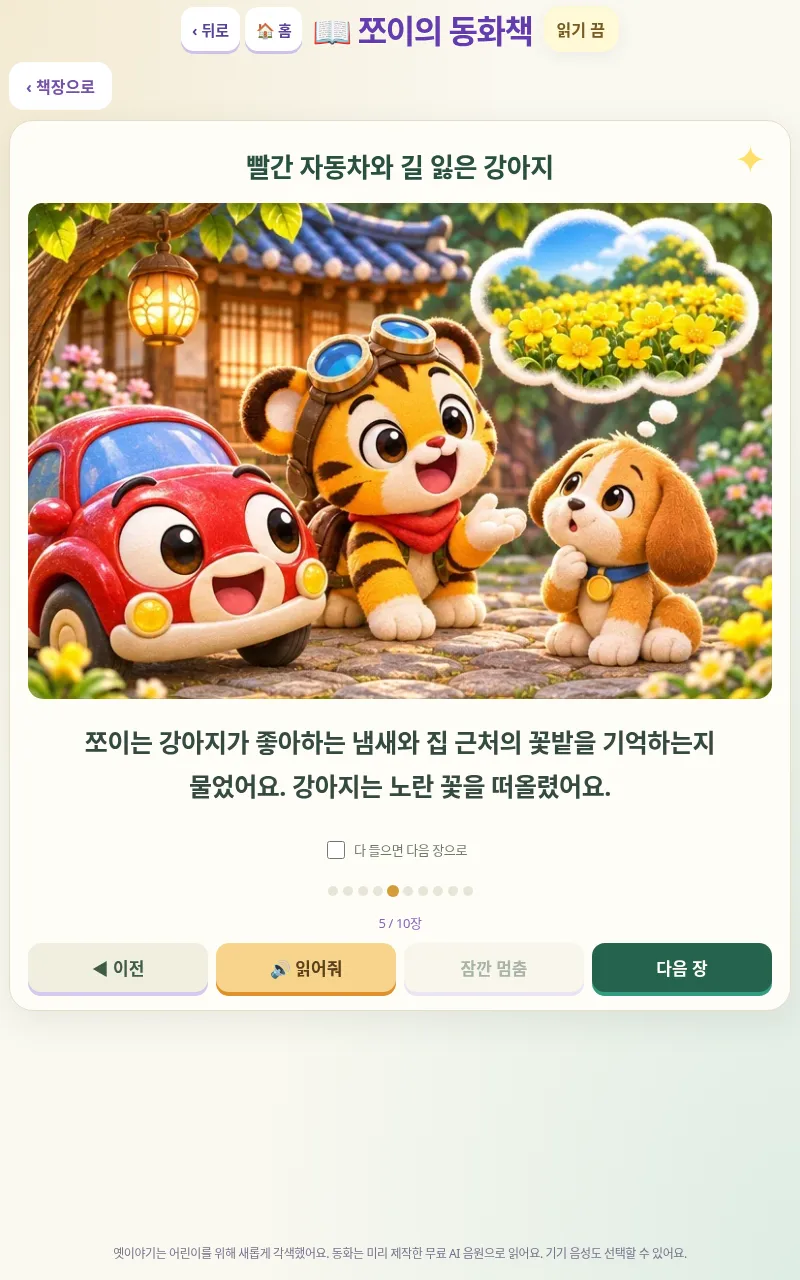 ‹ 뒤로
🏠 홈
📖 쪼이의 동화책
읽기 끔
‹ 책장으로
빨간 자동차와 길 잃은 강아지
쪼이는 강아지가 좋아하는 냄새와 집 근처의 꽃밭을 기억하는지
물었어요. 강아지는 노란 꽃을 떠올렸어요.
다 들으면 다음 장으로
5 / 10장
◀ 이전
🔊 읽어줘
잠깐 멈춤
다음 장
옛이야기는 어린이를 위해 새롭게 각색했어요. 동화는 미리 제작한 무료 AI 음원으로 읽어요. 기기 음성도 선택할 수 있어요.